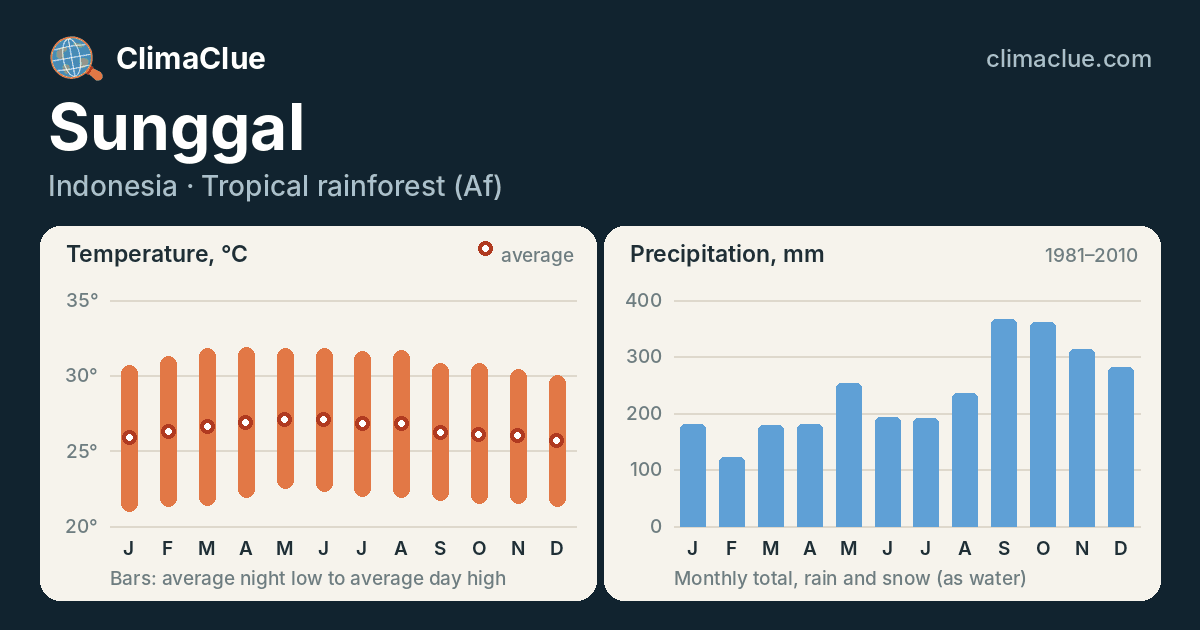 ClimaClue
climaclue.com
Sunggal
Indonesia · Tropical rainforest (Af)
Temperature, °C
average
35°
30°
25°
20°
J F M A M J J A S O N D
Bars: average night low to average day high
Precipitation, mm
1981–2010
400
300
200
100
0
J F M A M J J A S O N D
Monthly total, rain and snow (as water)